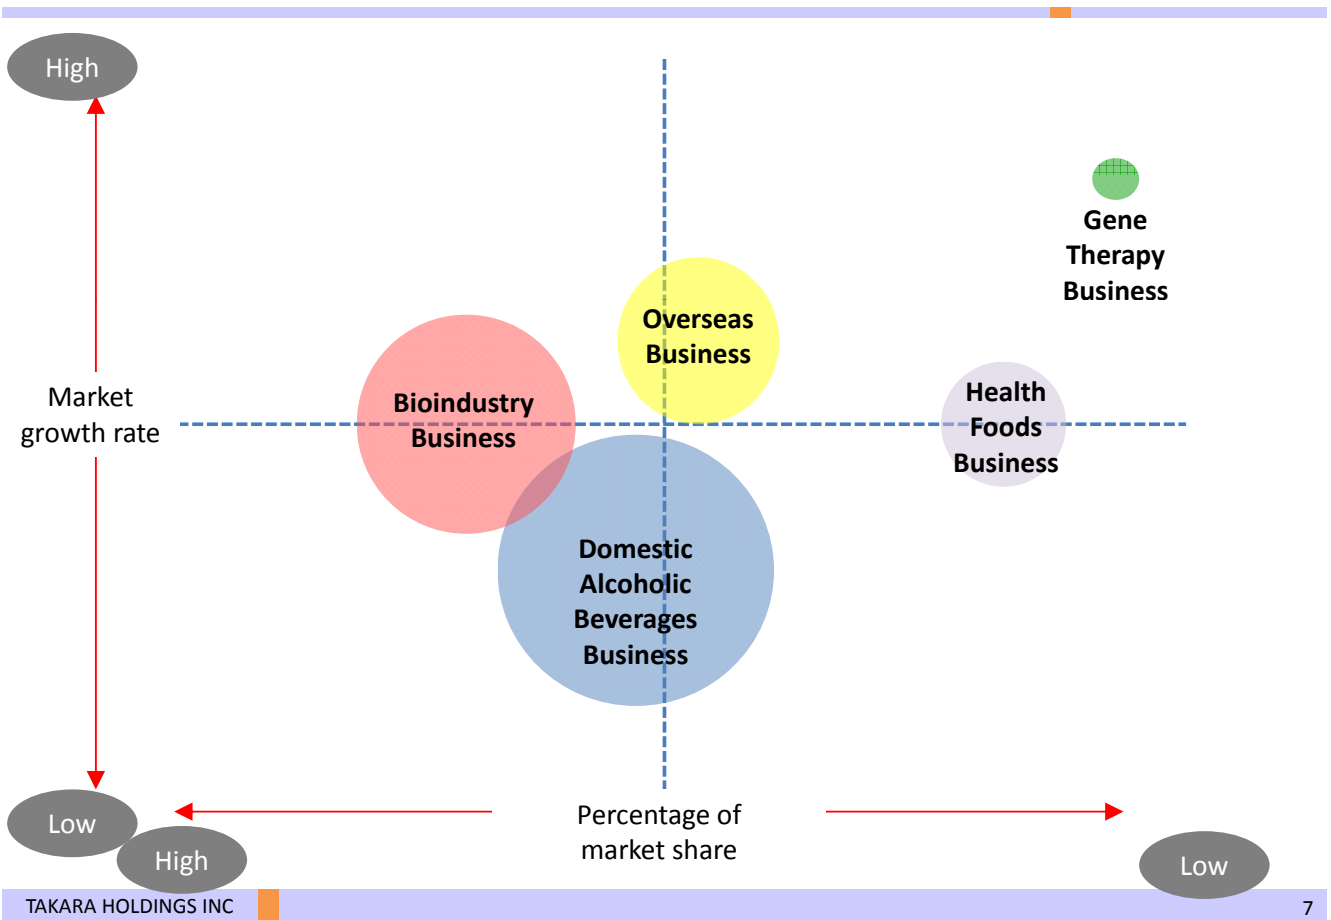 High
Gene
Therapy
Business
Overseas
Business
Health
Foods
Business
Bioindustry
Business
Market
growth rate
Domestic
Alcoholic
Beverages
Business
Percentage of
market share
Low
High
Low
TAKARA HOLDINGS INC
7